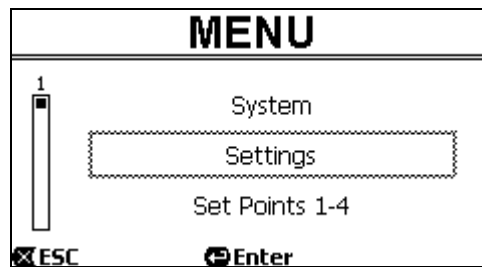 MENU
1
System
Settings
Set Points 1-4
ESC Enter